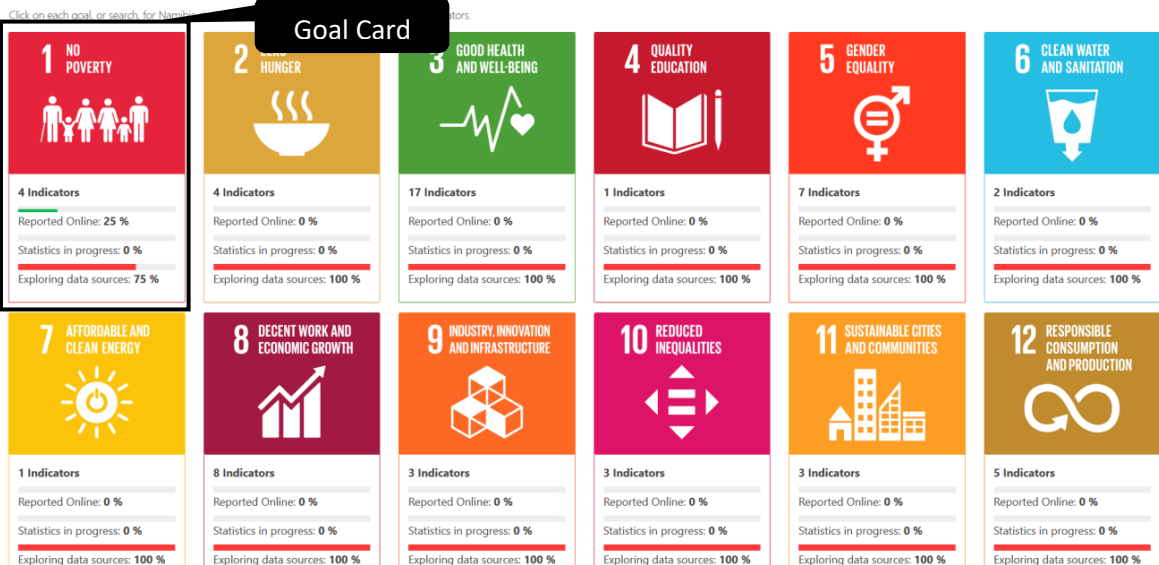 Click on each goal, or search, for Namibia
ators.
Goal Card
1 NO
POVERTY
4 Indicators
Reported Online: 25 %
Statistics in progress: 0 %
Exploring data sources: 75 %
2
HUNGER
4 Indicators
Reported Online: 0 %
Statistics in progress: 0 %
Exploring data sources: 100 %
3 GOOD HEALTH
AND WELL-BEING
17 Indicators
Reported Online: 0 %
Statistics in progress: 0 %
Exploring data sources: 100 %
4 QUALITY
EDUCATION
1 Indicators
Reported Online: 0 %
Statistics in progress: 0 %
Exploring data sources: 100 %
5 GENDER
EQUALITY
7 Indicators
Reported Online: 0 %
Statistics in progress: 0 %
Exploring data sources: 100 %
6 CLEAN WATER
AND SANITATION
2 Indicators
Reported Online: 0 %
Statistics in progress: 0 %
Exploring data sources: 100 %
7 AFFORDABLE AND
CLEAN ENERGY
1 Indicators
Reported Online: 0 %
Statistics in progress: 0 %
Exploring data sources: 100 %
8 DECENT WORK AND
ECONOMIC GROWTH
8 Indicators
Reported Online: 0 %
Statistics in progress: 0 %
Exploring data sources: 100 %
9 INDUSTRY, INNOVATION
AND INFRASTRUCTURE
3 Indicators
Reported Online: 0 %
Statistics in progress: 0 %
Exploring data sources: 100 %
10 REDUCED
INEQUALITIES
3 Indicators
Reported Online: 0 %
Statistics in progress: 0 %
Exploring data sources: 100 %
11 SUSTAINABLE CITIES
AND COMMUNITIES
3 Indicators
Reported Online: 0 %
Statistics in progress: 0 %
Exploring data sources: 100 %
12 RESPONSIBLE
CONSUMPTION
AND PRODUCTION
5 Indicators
Reported Online: 0 %
Statistics in progress: 0 %
Exploring data sources: 100 %